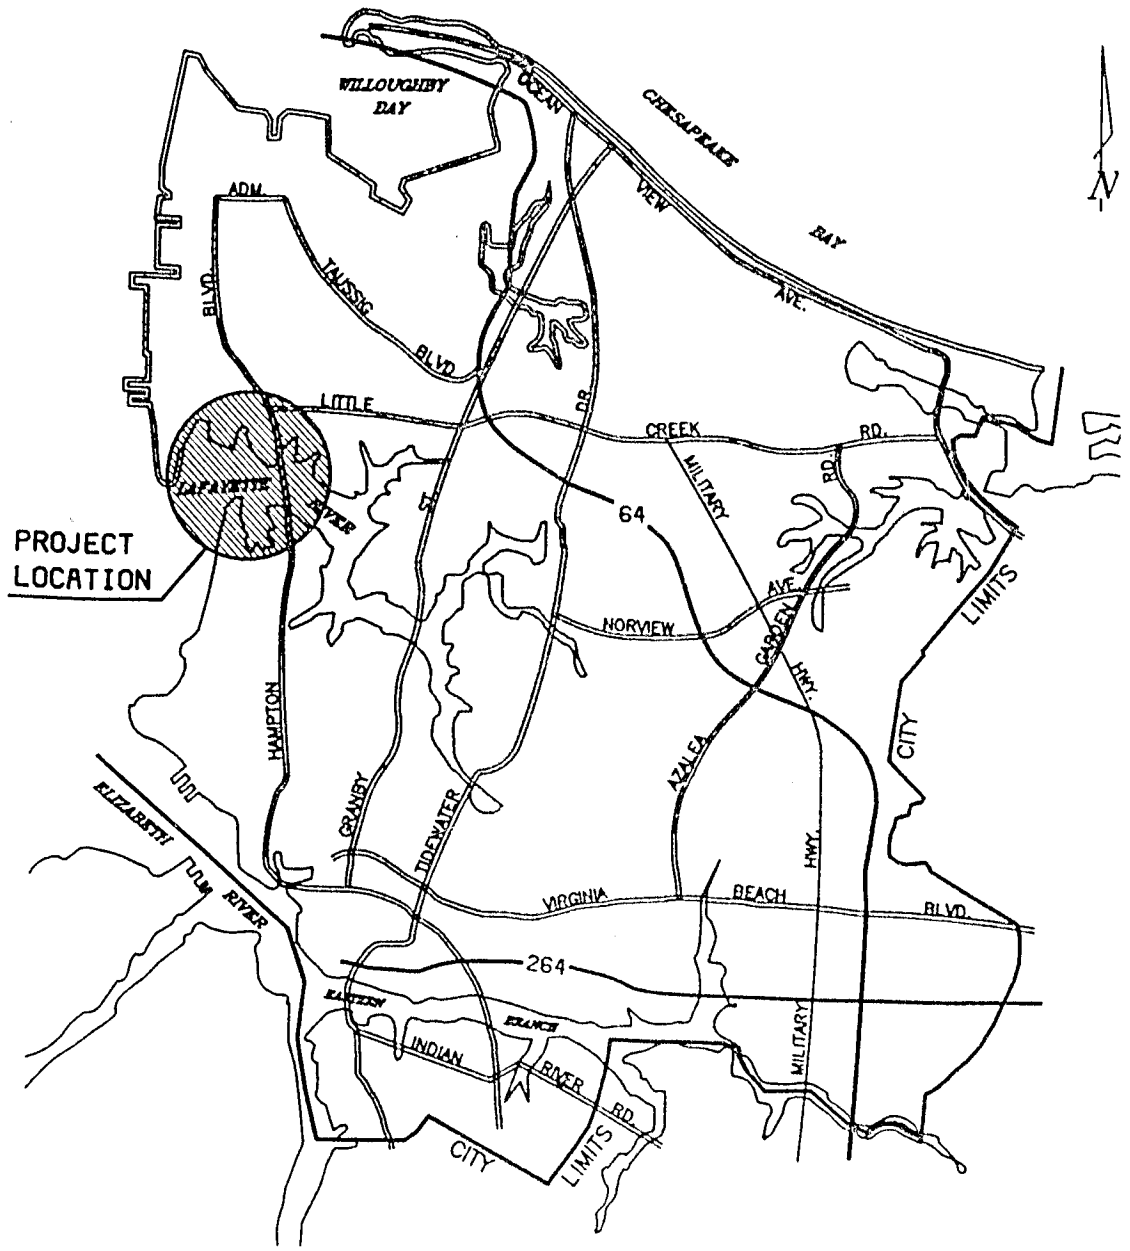 WILLOUGHBY
BAY
OCEAN
CHESAPEAKE
N
VIEW
BAY
ADM.
BLVD.
TAUSSIG
AVE.
BLVD
LITTLE
DR.
CREEK
RD.
MILITARY
RD.
LAFAYETTE
RIVER
ST.
64
PROJECT
LOCATION
AVE.
LIMITS
NORVIEW
GARDEN
HWY.
HAMPTON
CITY
AZALEA
ELIZABETH
GRANBY
TIDEWATER
HWY.
RIVER
VIRGINIA
BEACH
BLVD.
264
EASTERN
BRANCH
MILITARY
INDIAN
RIVER
RD.
CITY
LIMITS